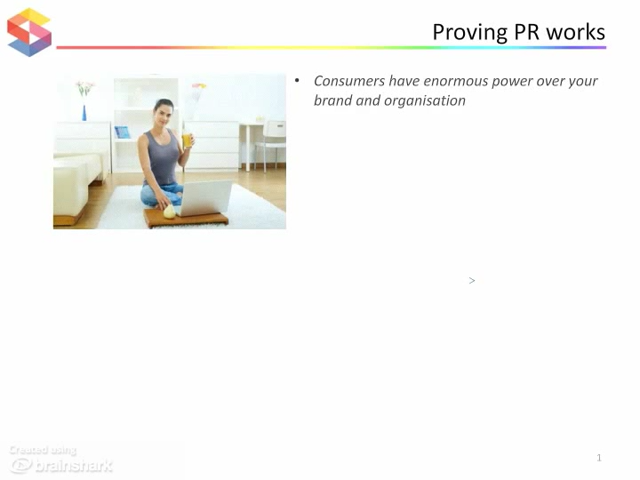 Proving PR works
• Consumers have enormous power over your
brand and organisation
>
Created using
brainshark
1